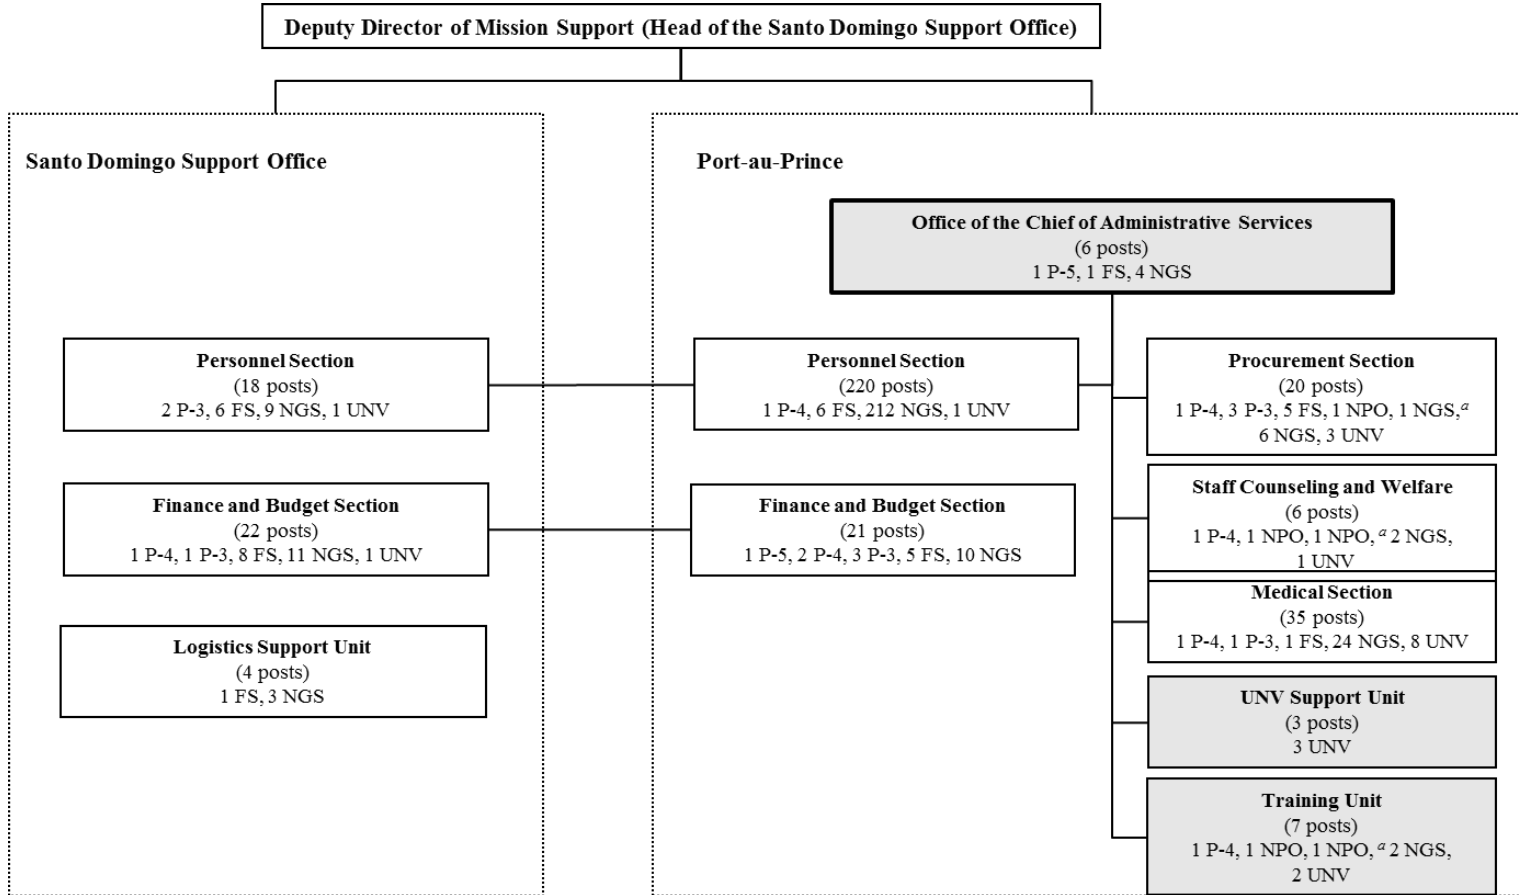 Deputy Director of Mission Support (Head of the Santo Domingo Support Office)
Santo Domingo Support Office
Personnel Section
(18 posts)
2 P-3, 6 FS, 9 NGS, 1 UNV
Finance and Budget Section
(22 posts)
1 P-4, 1 P-3, 8 FS, 11 NGS, 1 UNV
Logistics Support Unit
(4 posts)
1 FS, 3 NGS
Port-au-Prince
Office of the Chief of Administrative Services
(6 posts)
1 P-5, 1 FS, 4 NGS
Personnel Section
(220 posts)
1 P-4, 6 FS, 212 NGS, 1 UNV
Finance and Budget Section
(21 posts)
1 P-5, 2 P-4, 3 P-3, 5 FS, 10 NGS
Procurement Section
(20 posts)
1 P-4, 3 P-3, 5 FS, 1 NPO, 1 NGS,a
6 NGS, 3 UNV
Staff Counseling and Welfare
(6 posts)
1 P-4, 1 NPO, 1 NPO, a 2 NGS,
1 UNV
Medical Section
(35 posts)
1 P-4, 1 P-3, 1 FS, 24 NGS, 8 UNV
UNV Support Unit
(3 posts)
3 UNV
Training Unit
(7 posts)
1 P-4, 1 NPO, 1 NPO, a 2 NGS,
2 UNV